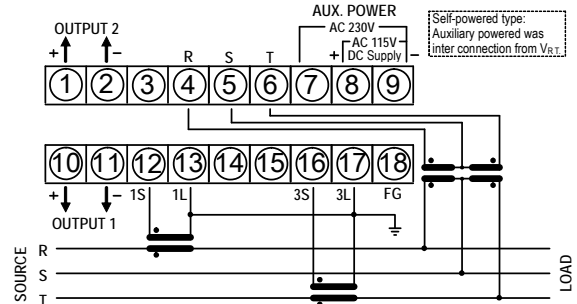 OUTPUT 2
+ −
AUX. POWER
AC 230V
AC 115V
+ DC Supply −
Self-powered type:
Auxiliary powered was
inter connection from VRT.
R S T
1 2 3 4 5 6 7 8 9
10 11 12 13 14 15 16 17 18
+ − 1S 1L 3S 3L FG
OUTPUT 1
SOURCE
R
S
T
LOAD